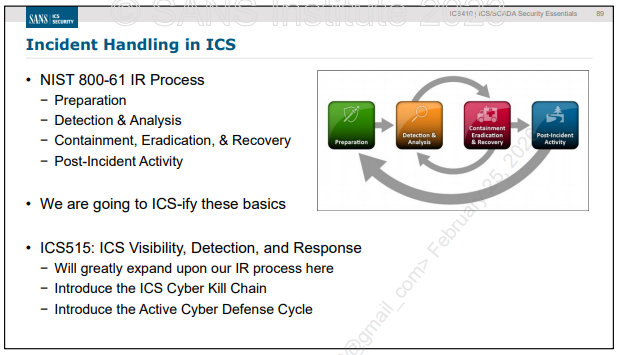 © SANS Institute 2026
SANS ICS SECURITY
ICS410 | ICS/SCADA Security Essentials 89
Incident Handling in ICS
• NIST 800-61 IR Process
– Preparation
– Detection & Analysis
– Containment, Eradication, & Recovery
– Post-Incident Activity
• We are going to ICS-ify these basics
• ICS515: ICS Visibility, Detection, and Response
– Will greatly expand upon our IR process here
– Introduce the ICS Cyber Kill Chain
– Introduce the Active Cyber Defense Cycle
Preparation
Detection &
Analysis
Containment
Eradication
& Recovery
Post-Incident
Activity
@gmail_com> February 25,